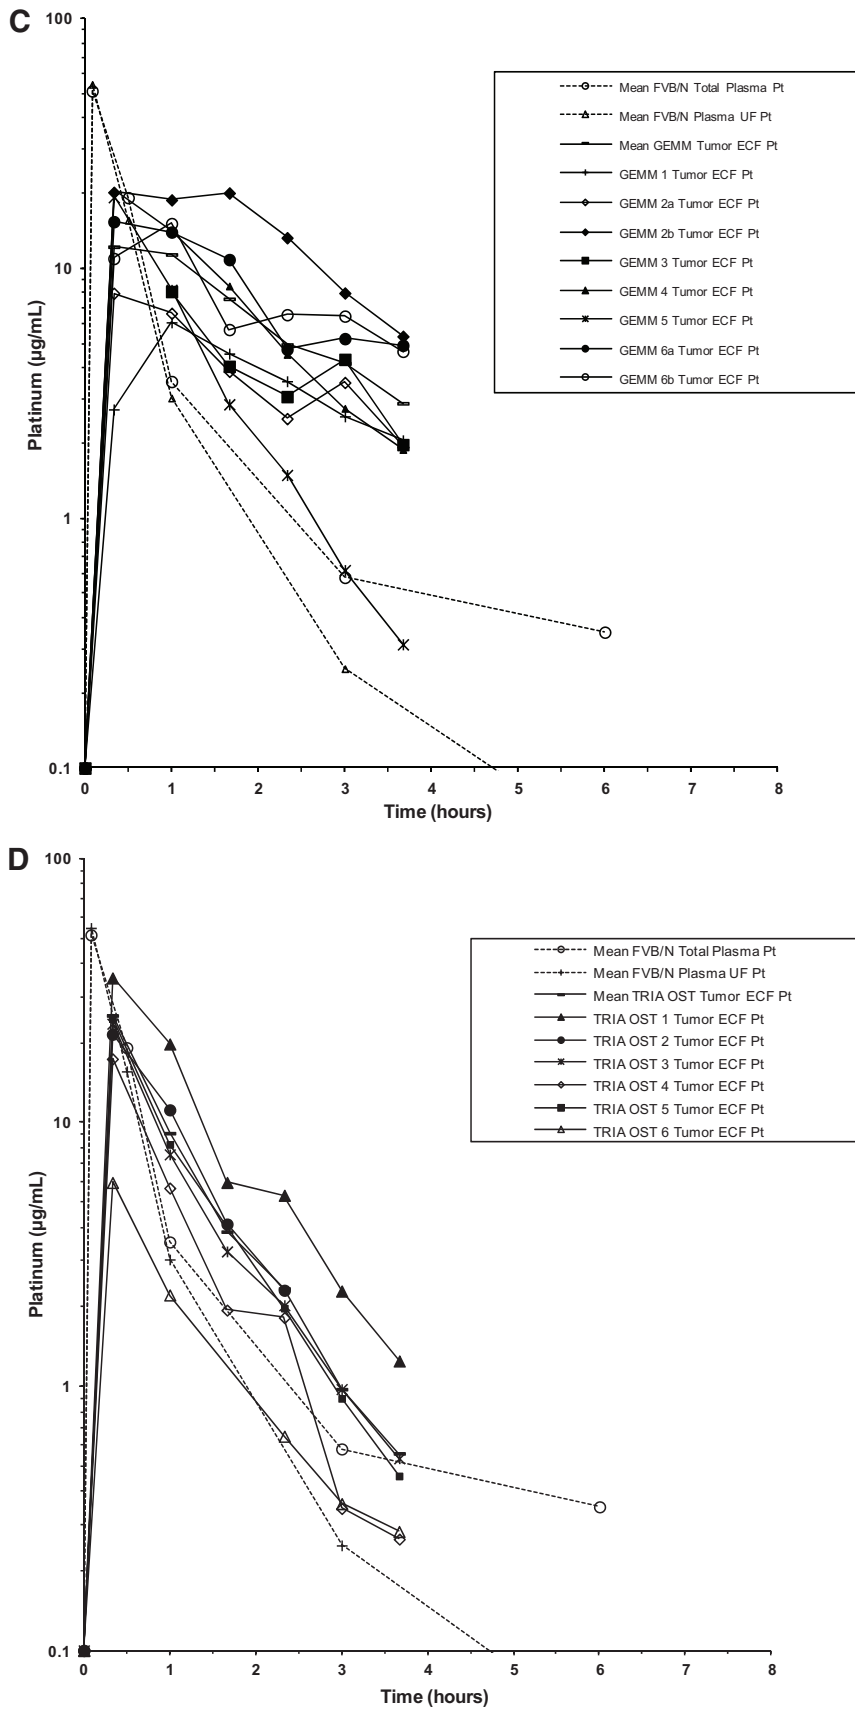 C
100
10
1
0.1
Platinum (µg/mL)
0 1 2 3 4 5 6 7 8
Time (hours)
Mean FVB/N Total Plasma Pt
Mean FVB/N Plasma UF Pt
Mean GEMM Tumor ECF Pt
GEMM 1 Tumor ECF Pt
GEMM 2a Tumor ECF Pt
GEMM 2b Tumor ECF Pt
GEMM 3 Tumor ECF Pt
GEMM 4 Tumor ECF Pt
GEMM 5 Tumor ECF Pt
GEMM 6a Tumor ECF Pt
GEMM 6b Tumor ECF Pt
D
100
10
1
0.1
Platinum (µg/mL)
0 1 2 3 4 5 6 7 8
Time (hours)
Mean FVB/N Total Plasma Pt
Mean FVB/N Plasma UF Pt
Mean TRIA OST Tumor ECF Pt
TRIA OST 1 Tumor ECF Pt
TRIA OST 2 Tumor ECF Pt
TRIA OST 3 Tumor ECF Pt
TRIA OST 4 Tumor ECF Pt
TRIA OST 5 Tumor ECF Pt
TRIA OST 6 Tumor ECF Pt